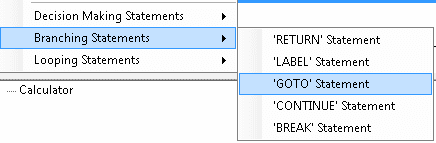 Decision Making Statements
Branching Statements
Looping Statements
Calculator
'RETURN' Statement
'LABEL' Statement
'GOTO' Statement
'CONTINUE' Statement
'BREAK' Statement